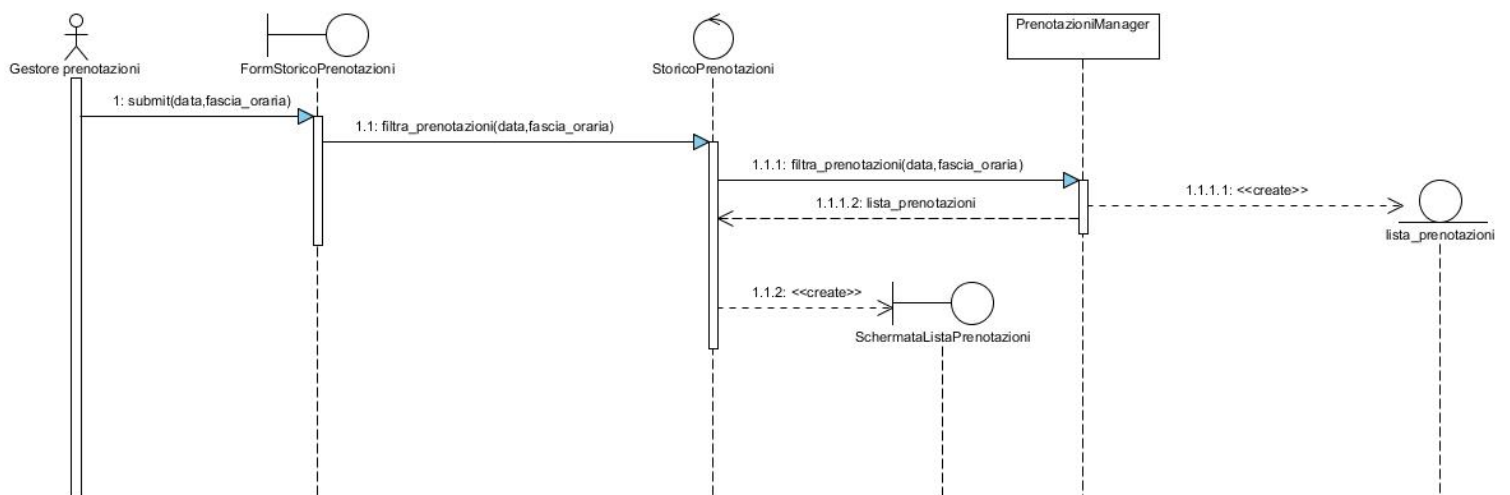 PrenotazioniManager
Gestore prenotazioni
FormStoricoPrenotazioni
StoricoPrenotazioni
1: submit(data,fascia_oraria)
1.1: filtra_prenotazioni(data,fascia_oraria)
1.1.1: filtra_prenotazioni(data,fascia_oraria)
1.1.1.1: <<create>>
1.1.1.2: lista_prenotazioni
lista_prenotazioni
1.1.2: <<create>>
SchermataListaPrenotazioni